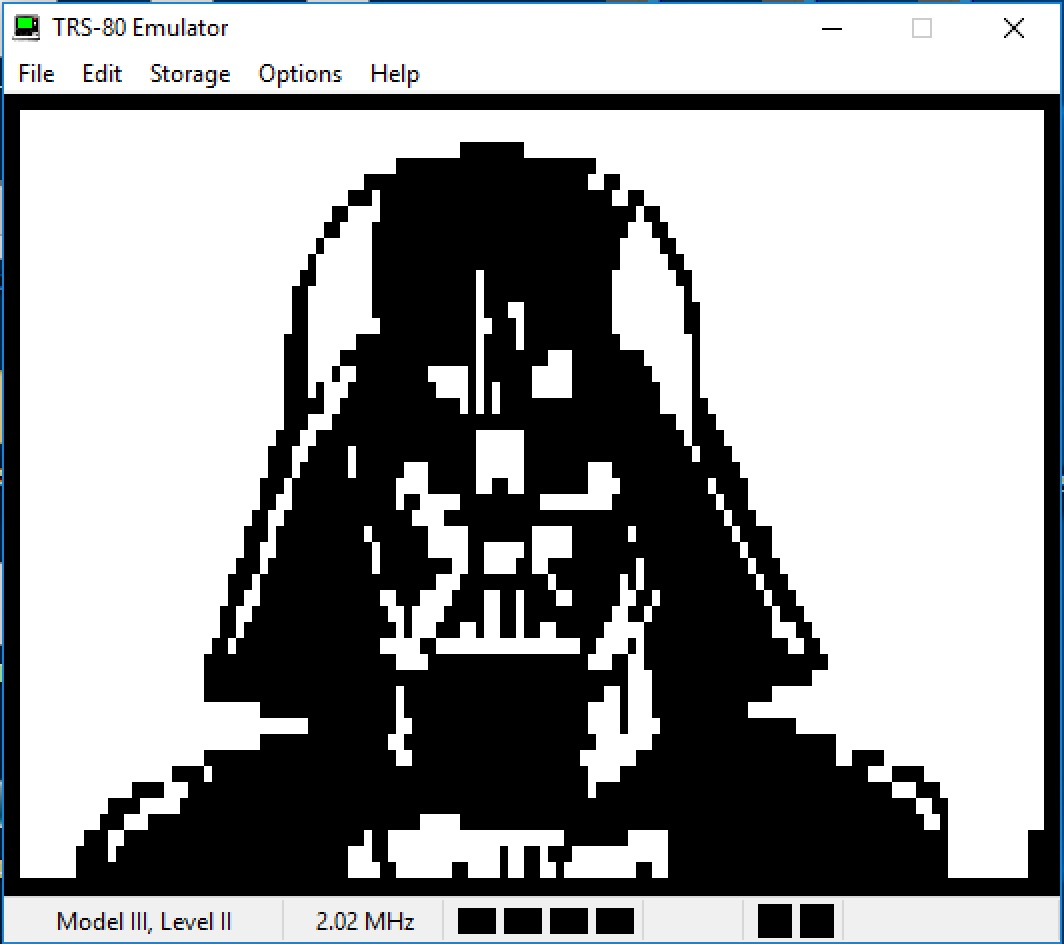 TRS-80 Emulator
File Edit Storage Options Help
Model III, Level II 2.02 MHz